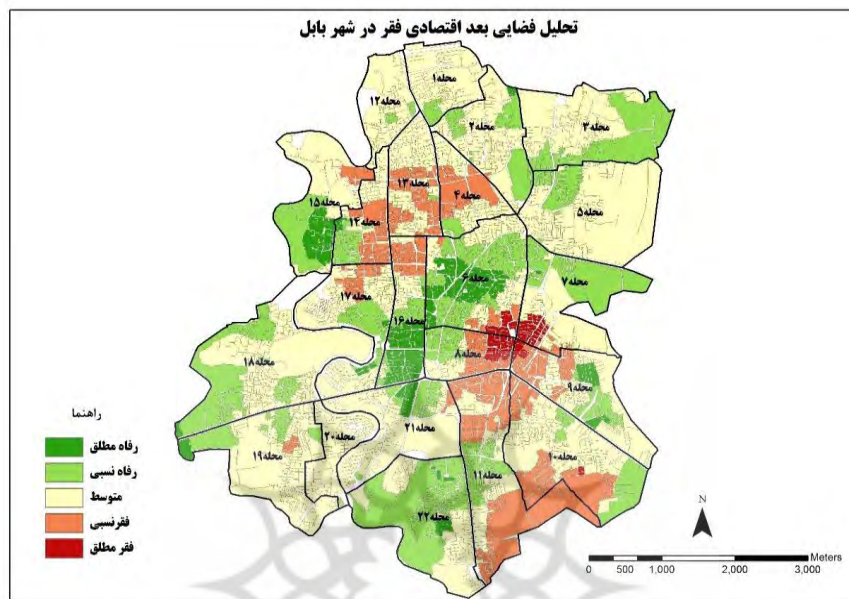 تحلیل فضایی بعد اقتصادی فقر در شهر بابل
محله۱
محله۱۲
محله۲
محله۳
محله۱۳
محله۴
محله۱۵
محله۱۴
محله۵
محله۶
محله۷
محله۱۷
محله۱۶
محله۸
محله۱۸
محله۹
محله۲۱
محله۲۰
محله۱۹
محله۱۰
محله۱۱
محله۲۲
راهنما
رفاه مطلق
رفاه نسبی
متوسط
فقرنسبی
فقر مطلق
N
Meters
0 500 1,000 2,000 3,000